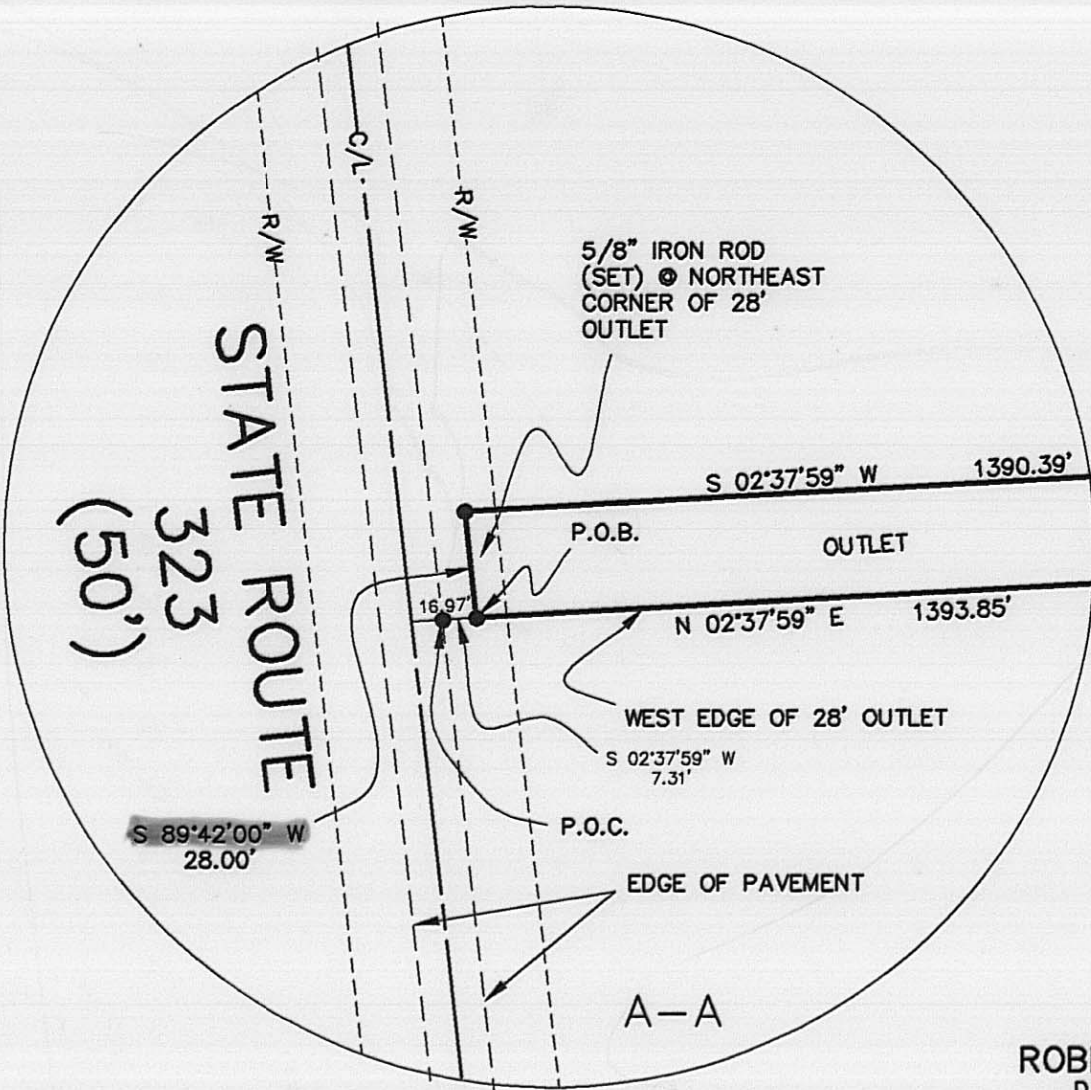 C/L
R/W
R/W
5/8" IRON ROD
(SET) @ NORTHEAST
CORNER OF 28'
OUTLET
STATE ROUTE
323
(50')
S 02°37'59" W 1390.39'
P.O.B.
OUTLET
16.97'
N 02°37'59" E 1393.85'
WEST EDGE OF 28' OUTLET
S 02°37'59" W
7.31'
S 89°42'00" W
28.00'
P.O.C.
EDGE OF PAVEMENT
A—A